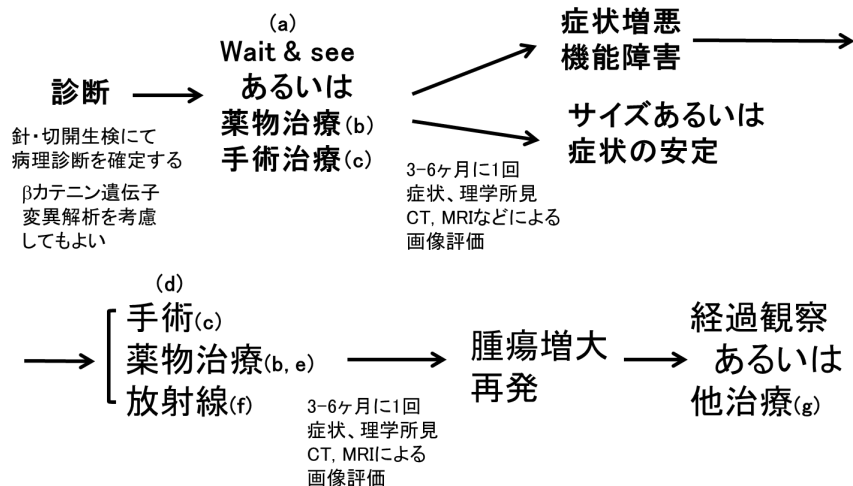 (a)
Wait & see
あるいは
薬物治療(b)
手術治療(c)
診断
針・切開生検にて
病理診断を確定する
βカテニン遺伝子
変異解析を考慮
してもよい
症状増悪
機能障害
サイズあるいは
症状の安定
3-6ヶ月に1回
症状、理学所見
CT, MRIなどによる
画像評価
(d)
手術(c)
薬物治療(b, e)
放射線(f)
3-6ヶ月に1回
症状、理学所見
CT, MRIによる
画像評価
腫瘍増大
再発
経過観察
あるいは
他治療(g)